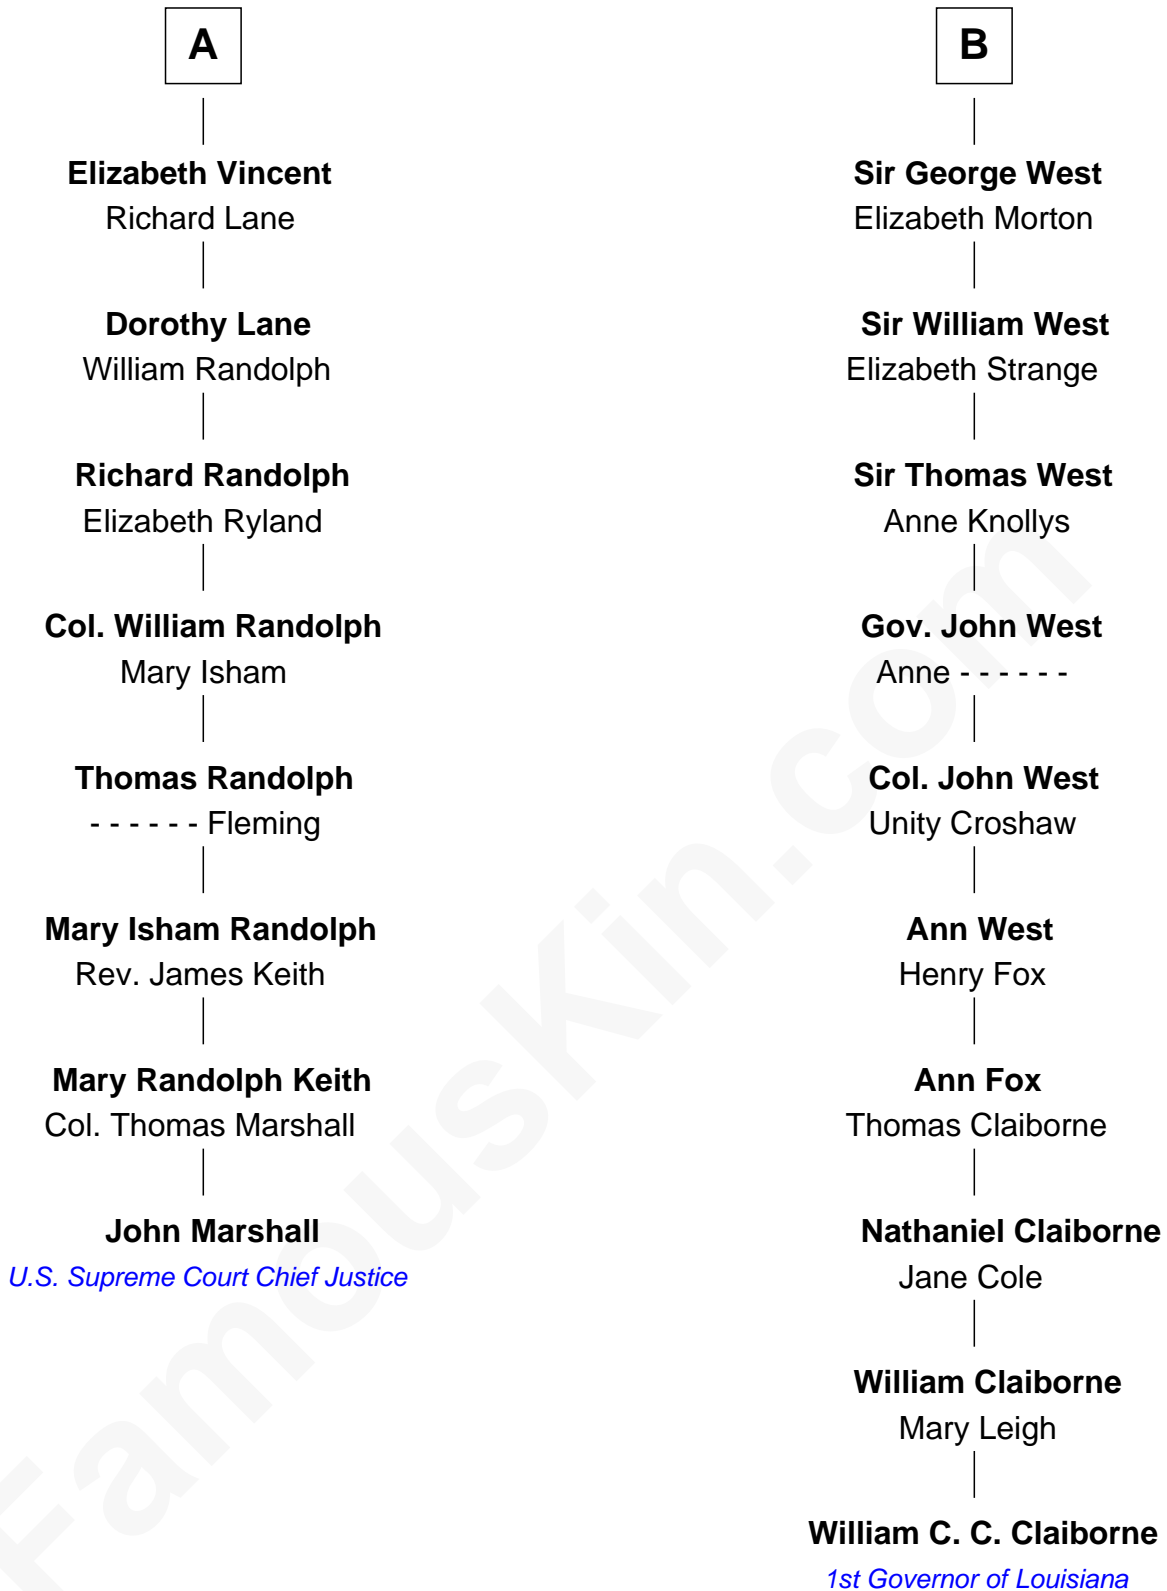 A
Elizabeth Vincent
Richard Lane
Dorothy Lane
William Randolph
Richard Randolph
Elizabeth Ryland
Col. William Randolph
Mary Isham
Thomas Randolph
- - - - - - Fleming
Mary Isham Randolph
Rev. James Keith
Mary Randolph Keith
Col. Thomas Marshall
John Marshall
U.S. Supreme Court Chief Justice
B
Sir George West
Elizabeth Morton
Sir William West
Elizabeth Strange
Sir Thomas West
Anne Knollys
Gov. John West
Anne - - - - - -
Col. John West
Unity Croshaw
Ann West
Henry Fox
Ann Fox
Thomas Claiborne
Nathaniel Claiborne
Jane Cole
William Claiborne
Mary Leigh
William C. C. Claiborne
1st Governor of Louisiana
FamousKin.com